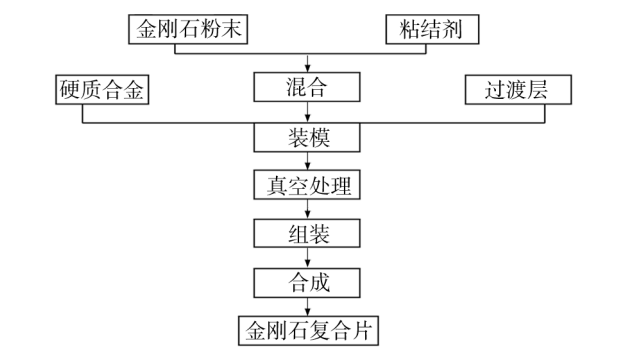 金刚石粉末
粘结剂
混合
硬质合金
过渡层
装模
真空处理
组装
合成
金刚石复合片